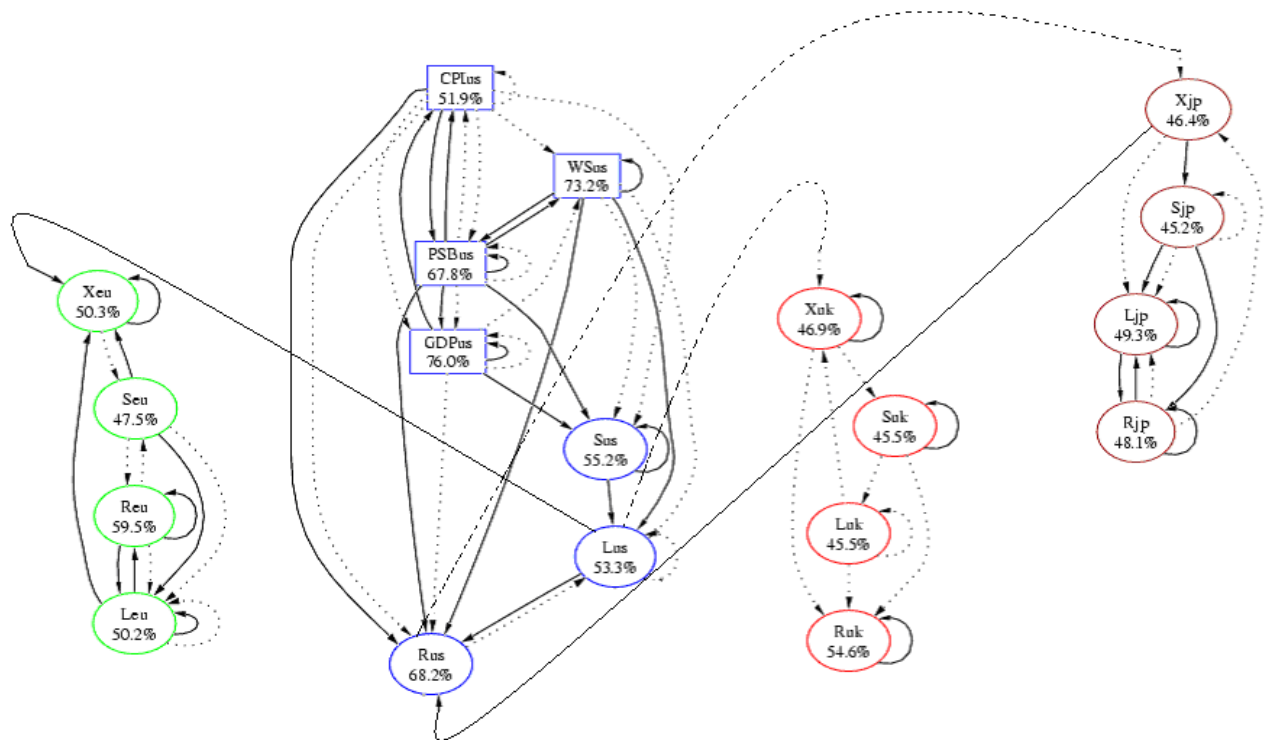 CPIus
51.9%
WSus
73.2%
PSBus
67.8%
GDPus
76.0%
Sus
55.2%
Lus
53.3%
Rus
68.2%
Xeu
50.3%
Seu
47.5%
Reu
59.5%
Leu
50.2%
Xuk
46.9%
Suk
45.5%
Luk
45.5%
Ruk
54.6%
Xjp
46.4%
Sjp
45.2%
Ljp
49.3%
Rjp
48.1%